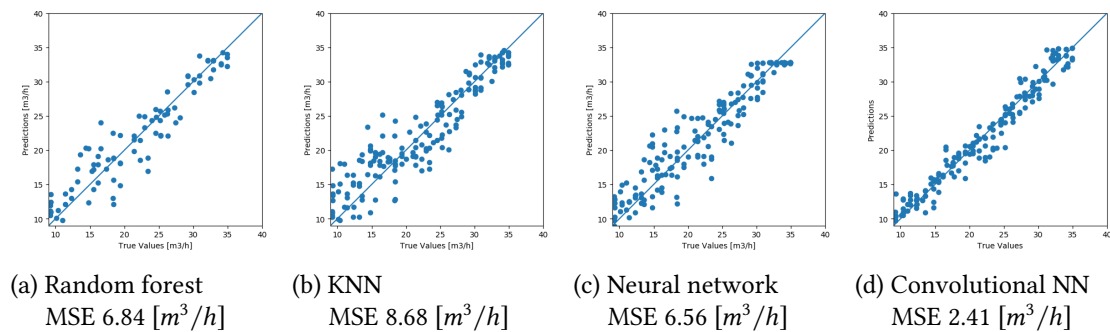 40
35
30
25
20
15
10
Predictions [m3/h]
10 15 20 25 30 35 40
True Values [m3/h]
40
35
30
25
20
15
10
Predictions [m3/h]
10 15 20 25 30 35 40
True Values [m3/h]
40
35
30
25
20
15
10
Predictions [m3/h]
10 15 20 25 30 35 40
True Values [m3/h]
40
35
30
25
20
15
10
Predictions
10 15 20 25 30 35 40
True Values
(a) Random forest
MSE 6.84 [m³/h]
(b) KNN
MSE 8.68 [m³/h]
(c) Neural network
MSE 6.56 [m³/h]
(d) Convolutional NN
MSE 2.41 [m³/h]